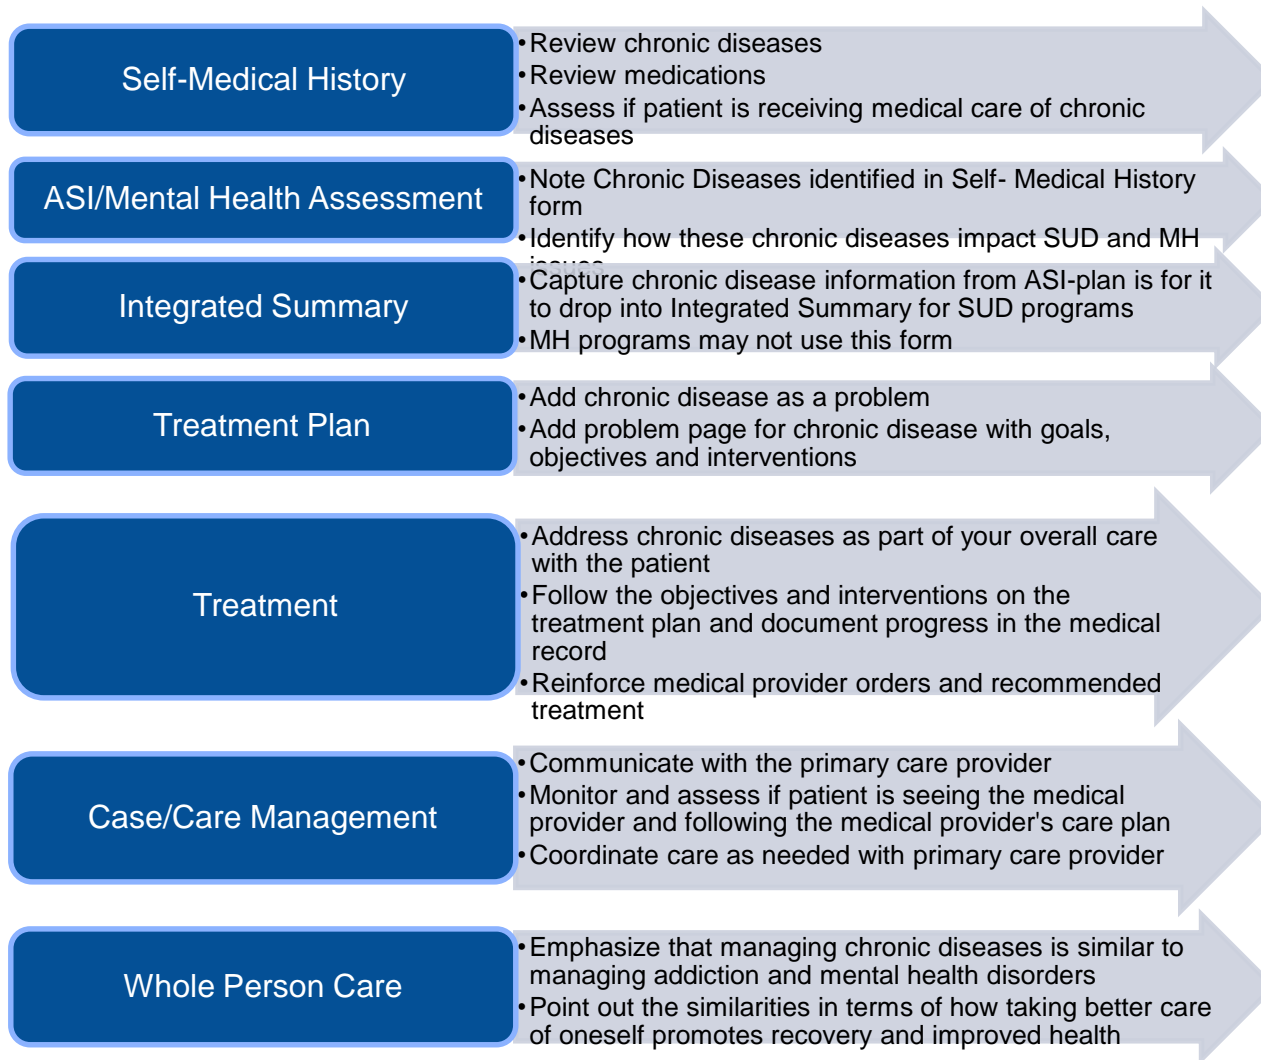 Self-Medical History
•Review chronic diseases
•Review medications
•Assess if patient is receiving medical care of chronic
diseases
ASI/Mental Health Assessment
•Note Chronic Diseases identified in Self- Medical History
form
•Identify how these chronic diseases impact SUD and MH
issues
Integrated Summary
•Capture chronic disease information from ASI-plan is for it
to drop into Integrated Summary for SUD programs
•MH programs may not use this form
Treatment Plan
•Add chronic disease as a problem
•Add problem page for chronic disease with goals,
objectives and interventions
Treatment
•Address chronic diseases as part of your overall care
with the patient
•Follow the objectives and interventions on the
treatment plan and document progress in the medical
record
•Reinforce medical provider orders and recommended
treatment
Case/Care Management
•Communicate with the primary care provider
•Monitor and assess if patient is seeing the medical
provider and following the medical provider's care plan
•Coordinate care as needed with primary care provider
Whole Person Care
•Emphasize that managing chronic diseases is similar to
managing addiction and mental health disorders
•Point out the similarities in terms of how taking better care
of oneself promotes recovery and improved health